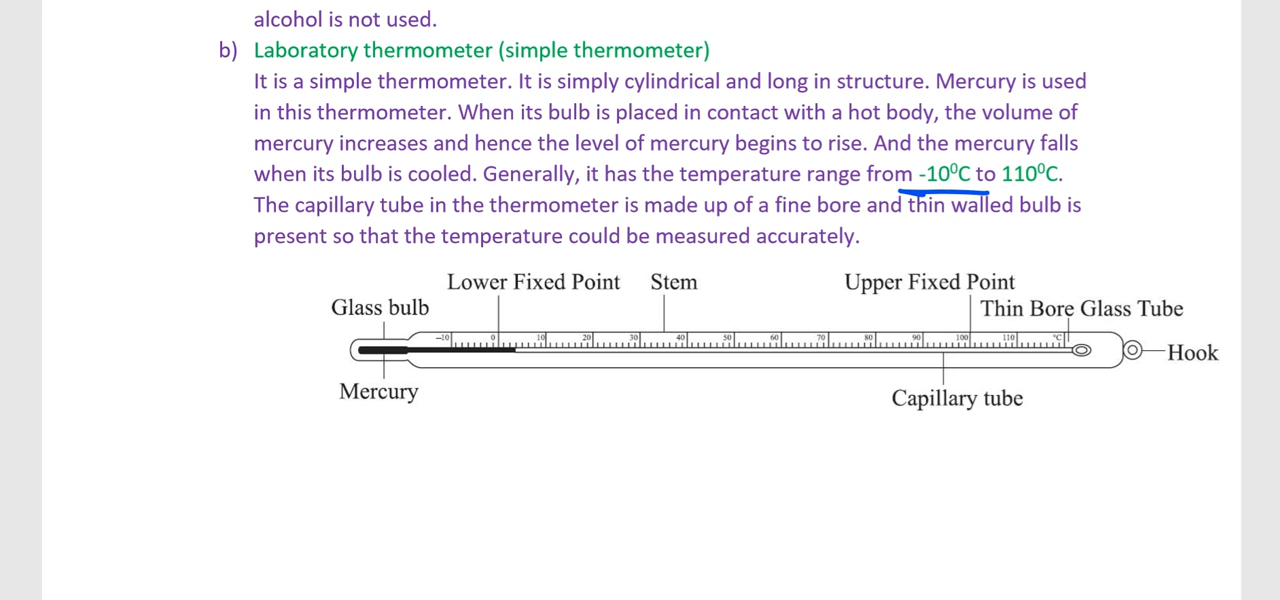 alcohol is not used.
b) Laboratory thermometer (simple thermometer)
It is a simple thermometer. It is simply cylindrical and long in structure. Mercury is used
in this thermometer. When its bulb is placed in contact with a hot body, the volume of
mercury increases and hence the level of mercury begins to rise. And the mercury falls
when its bulb is cooled. Generally, it has the temperature range from -10⁰C to 110⁰C.
The capillary tube in the thermometer is made up of a fine bore and thin walled bulb is
present so that the temperature could be measured accurately.
Lower Fixed Point Stem Upper Fixed Point
Glass bulb Thin Bore Glass Tube
–10 0 10 20 30 40 50 60 70 80 90 100 110 °C
Hook
Mercury Capillary tube